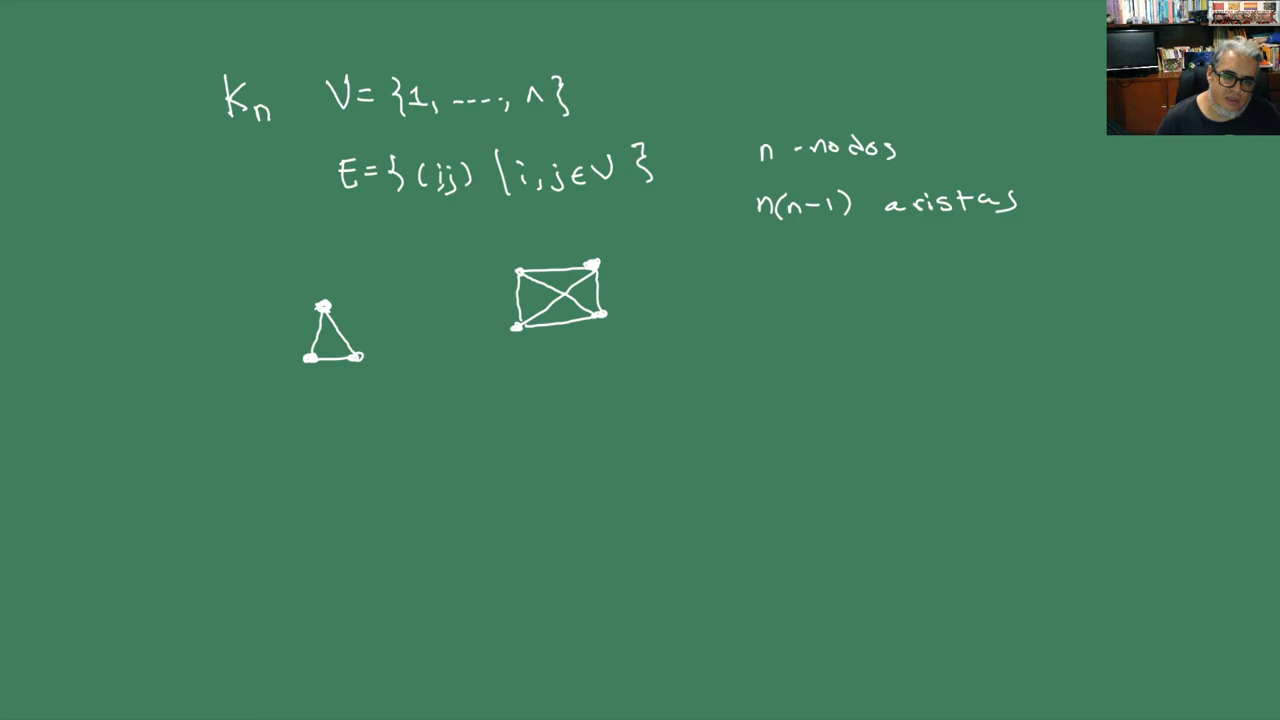 Kn V={1, ----, n}
E={(ij) | i,j∈V}
n -nodos
n(n-1) aristas